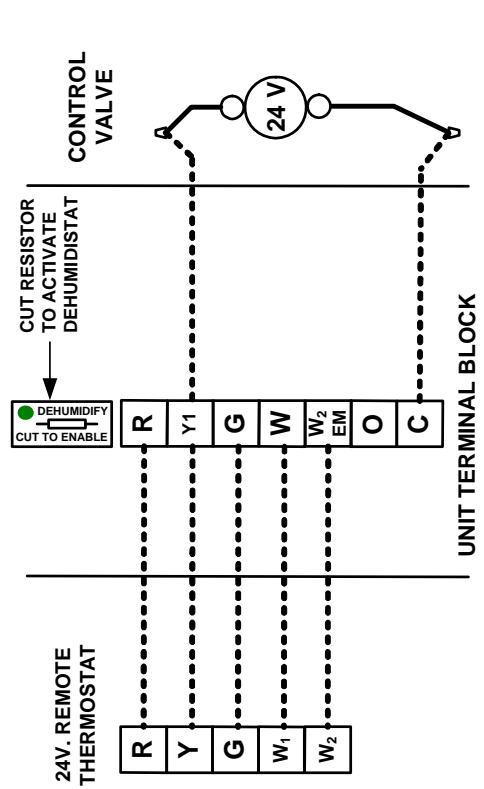 24V. REMOTE
THERMOSTAT
R
Y
G
W1
W2
CUT RESISTOR
TO ACTIVATE
DEHUMIDISTAT
DEHUMIDIFY
CUT TO ENABLE
R
Y1
G
W
W2
EM
O
C
UNIT TERMINAL BLOCK
CONTROL
VALVE
24 V